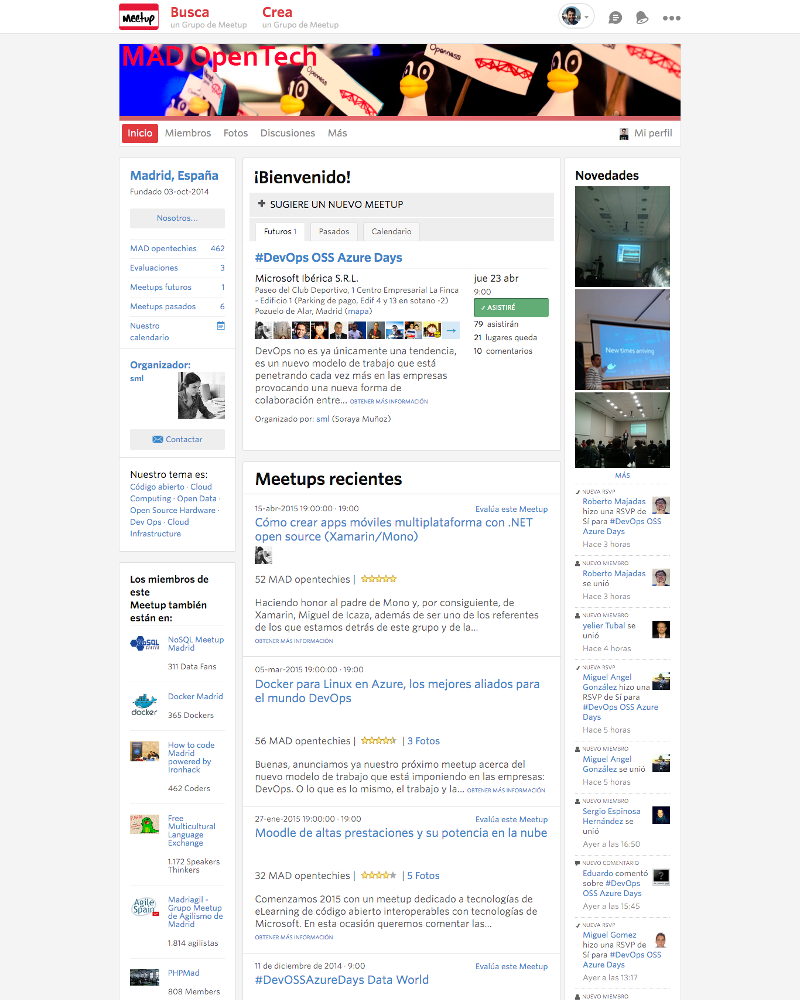 Meetup
Busca
un Grupo de Meetup
Crea
un Grupo de Meetup
MAD OpenTech
Openness
Openness
Openness
Inicio
Miembros
Fotos
Discusiones
Más
Mi perfil
Madrid, España
Fundado 03-oct-2014
Nosotros...
MAD opentechies 462
Evaluaciones 3
Meetups futuros 1
Meetups pasados 6
Nuestro
calendario
Organizador:
sml
Contactar
Nuestro tema es:
Código abierto · Cloud
Computing · Open Data ·
Open Source Hardware ·
Dev Ops · Cloud
Infrastructure
Los miembros de
este
Meetup también
están en:
NoSQL Meetup
Madrid
311 Data Fans
docker
Docker Madrid
365 Dockers
How to code
Madrid
powered by
Ironhack
462 Coders
Free
Multicultural
Language
Exchange
1.172 Speakers
Thinkers
Agile
Spain
Madriagil -
Grupo Meetup
de Agilismo de
Madrid
1.814 agilistas
PHPMad
808 Members
¡Bienvenido!
+ SUGIERE UN NUEVO MEETUP
Futuros 1
Pasados
Calendario
#DevOps OSS Azure Days
Microsoft Ibérica S.R.L.
Paseo del Club Deportivo, 1 Centro Empresarial La Finca
- Edificio 1 (Parking de pago, Edif 4 y 13 en sotano -2)
Pozuelo de Alar, Madrid (mapa)
DevOps no es ya únicamente una tendencia,
es un nuevo modelo de trabajo que está
penetrando cada vez más en las empresas
provocando una nueva forma de
colaboración entre... OBTENER MÁS INFORMACIÓN
Organizado por: sml (Soraya Muñoz)
jue 23 abr
9:00
✓ ASISTIRÉ
79 asistirán
21 lugares queda
10 comentarios
Meetups recientes
15-abr-2015 19:00:00 · 19:00
Evalúa este Meetup
Cómo crear apps móviles multiplataforma con .NET
open source (Xamarin/Mono)
52 MAD opentechies |
Haciendo honor al padre de Mono y, por consiguiente, de
Xamarin, Miguel de Icaza, además de ser uno de los referentes
de los que estamos detrás de este grupo y de la...
OBTENER MÁS INFORMACIÓN
05-mar-2015 19:00:00 · 19:00
Docker para Linux en Azure, los mejores aliados para
el mundo DevOps
56 MAD opentechies | | 3 Fotos
Buenas, anunciamos ya nuestro próximo meetup acerca del
nuevo modelo de trabajo que está imponiendo en las empresas:
DevOps. O lo que es lo mismo, el trabajo y la... OBTENER MÁS INFORMACIÓN
27-ene-2015 19:00:00 · 19:00
Evalúa este Meetup
Moodle de altas prestaciones y su potencia en la nube
32 MAD opentechies | | 5 Fotos
Comenzamos 2015 con un meetup dedicado a tecnologías de
eLearning de código abierto interoperables con tecnologías de
Microsoft. En esta ocasión queremos comentar las...
OBTENER MÁS INFORMACIÓN
11 de diciembre de 2014 · 9:00
Evalúa este Meetup
#DevOSSAzureDays Data World
Novedades
New times arriving
MÁS
NUEVA RSVP
Roberto Majadas
hizo una RSVP de
Sí para #DevOps OSS
Azure Days
Hace 3 horas
NUEVO MIEMBRO
Roberto Majadas
se unió
Hace 3 horas
NUEVO MIEMBRO
yelier Tubal se
unió
Hace 4 horas
NUEVA RSVP
Miguel Angel
González hizo una
RSVP de Sí para
#DevOps OSS Azure
Days
Hace 5 horas
NUEVO MIEMBRO
Miguel Angel
González se unió
Hace 5 horas
NUEVO MIEMBRO
Sergio Espinosa
Hernández se
unió
Ayer a las 16:50
NUEVO COMENTARIO
Eduardo comentó
sobre #DevOps
OSS Azure Days
Ayer a las 15:45
NUEVA RSVP
Miguel Gomez
hizo una RSVP de
Sí para #DevOps OSS
Azure Days
Ayer a las 13:17
NUEVO MIEMBRO